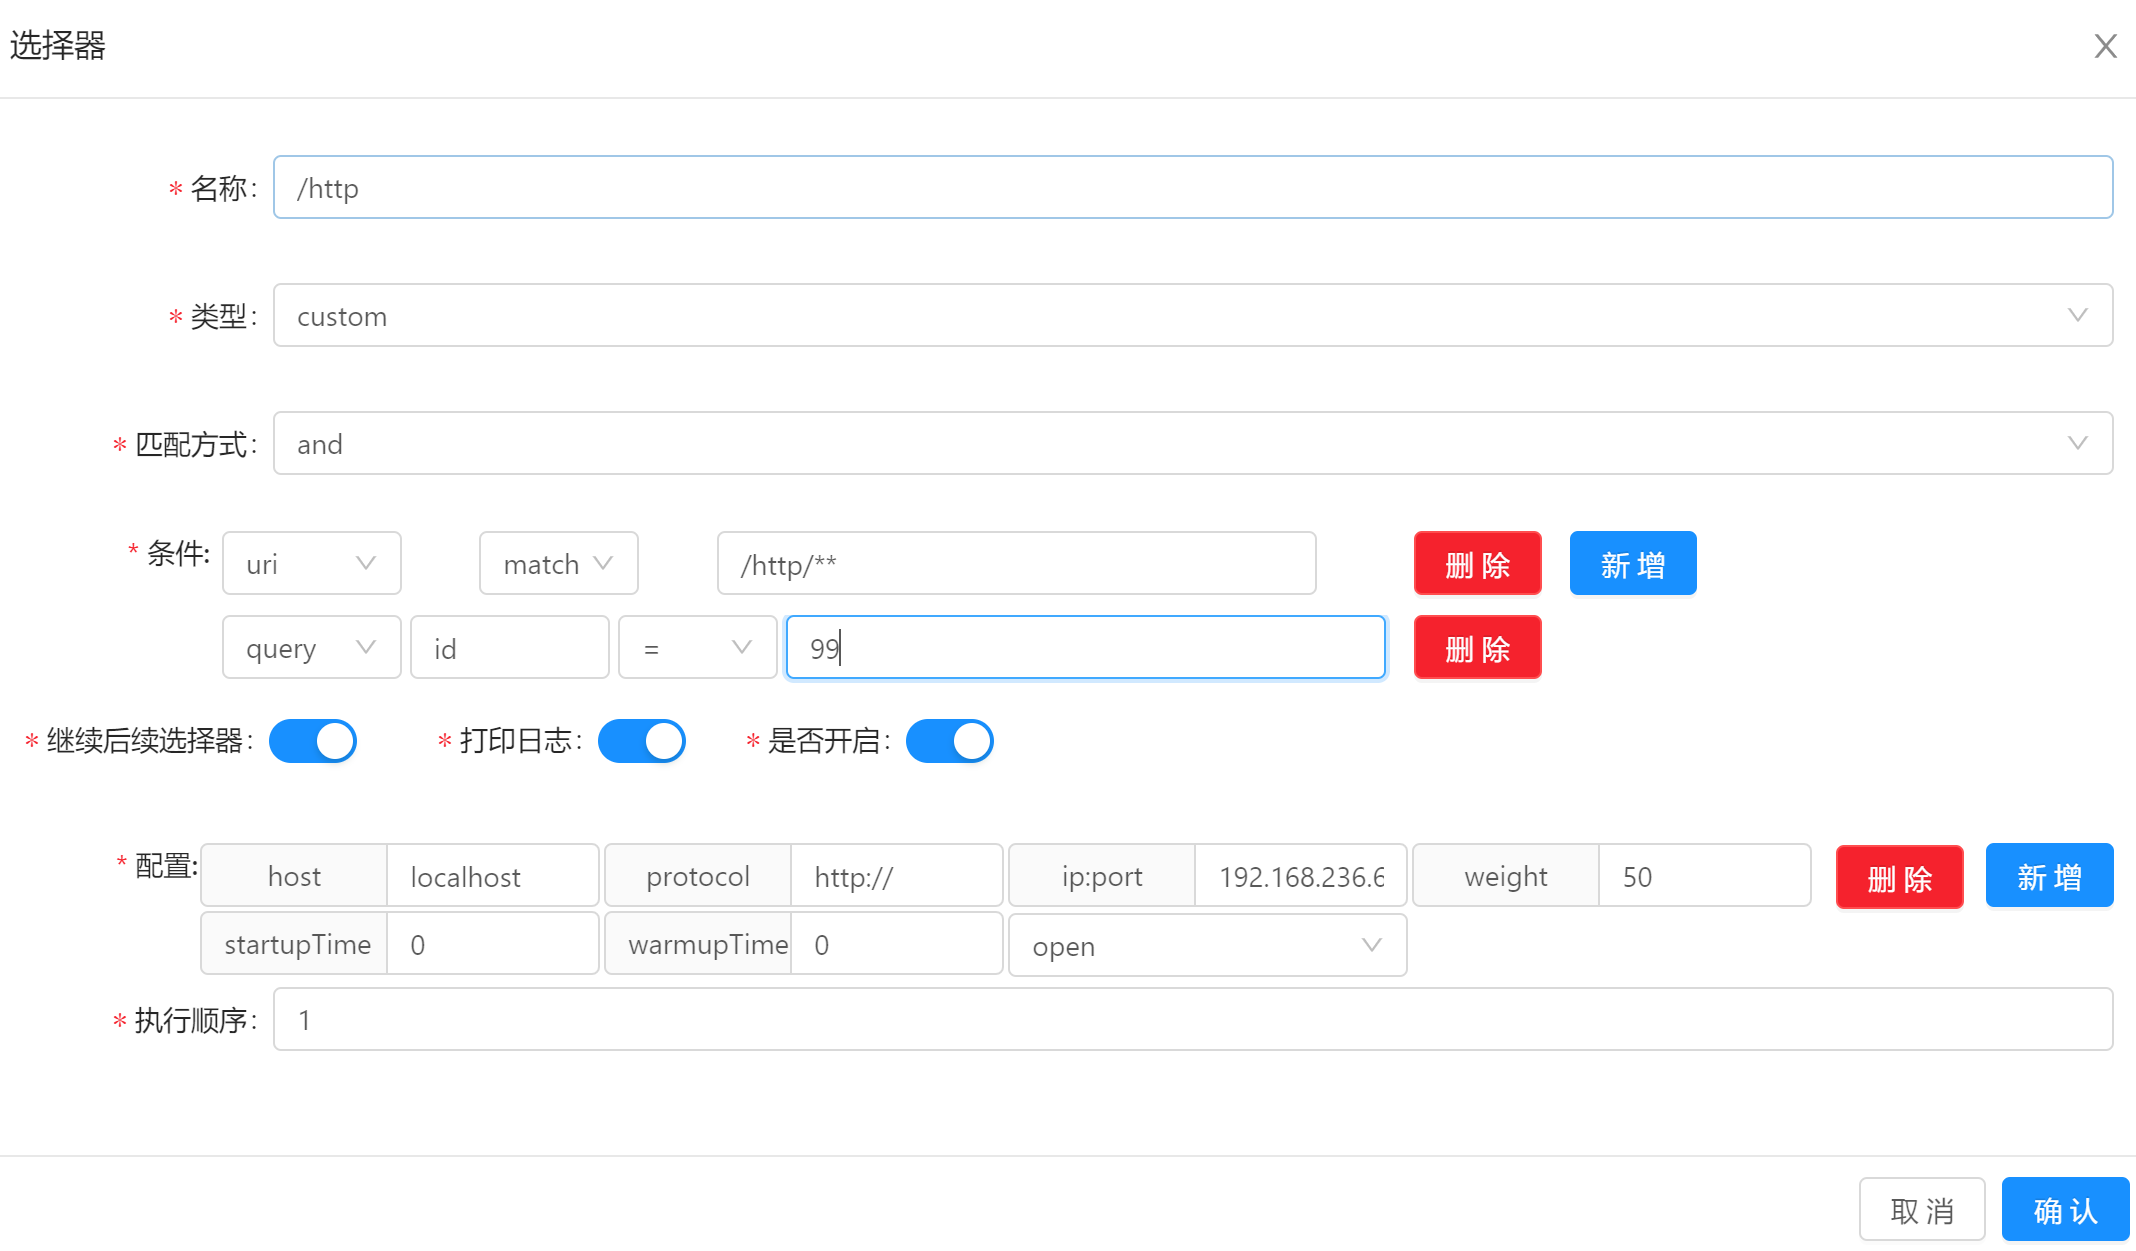 选择器
* 名称: /http
* 类型: custom
* 匹配方式: and
* 条件: uri match /http/** 删 除 新 增
query id = 99 删 除
* 继续后续选择器: * 打印日志: * 是否开启:
* 配置: host localhost protocol http:// ip:port 192.168.236.6 weight 50 删 除 新 增
startupTime 0 warmupTime 0 open
* 执行顺序: 1
取 消 确 认